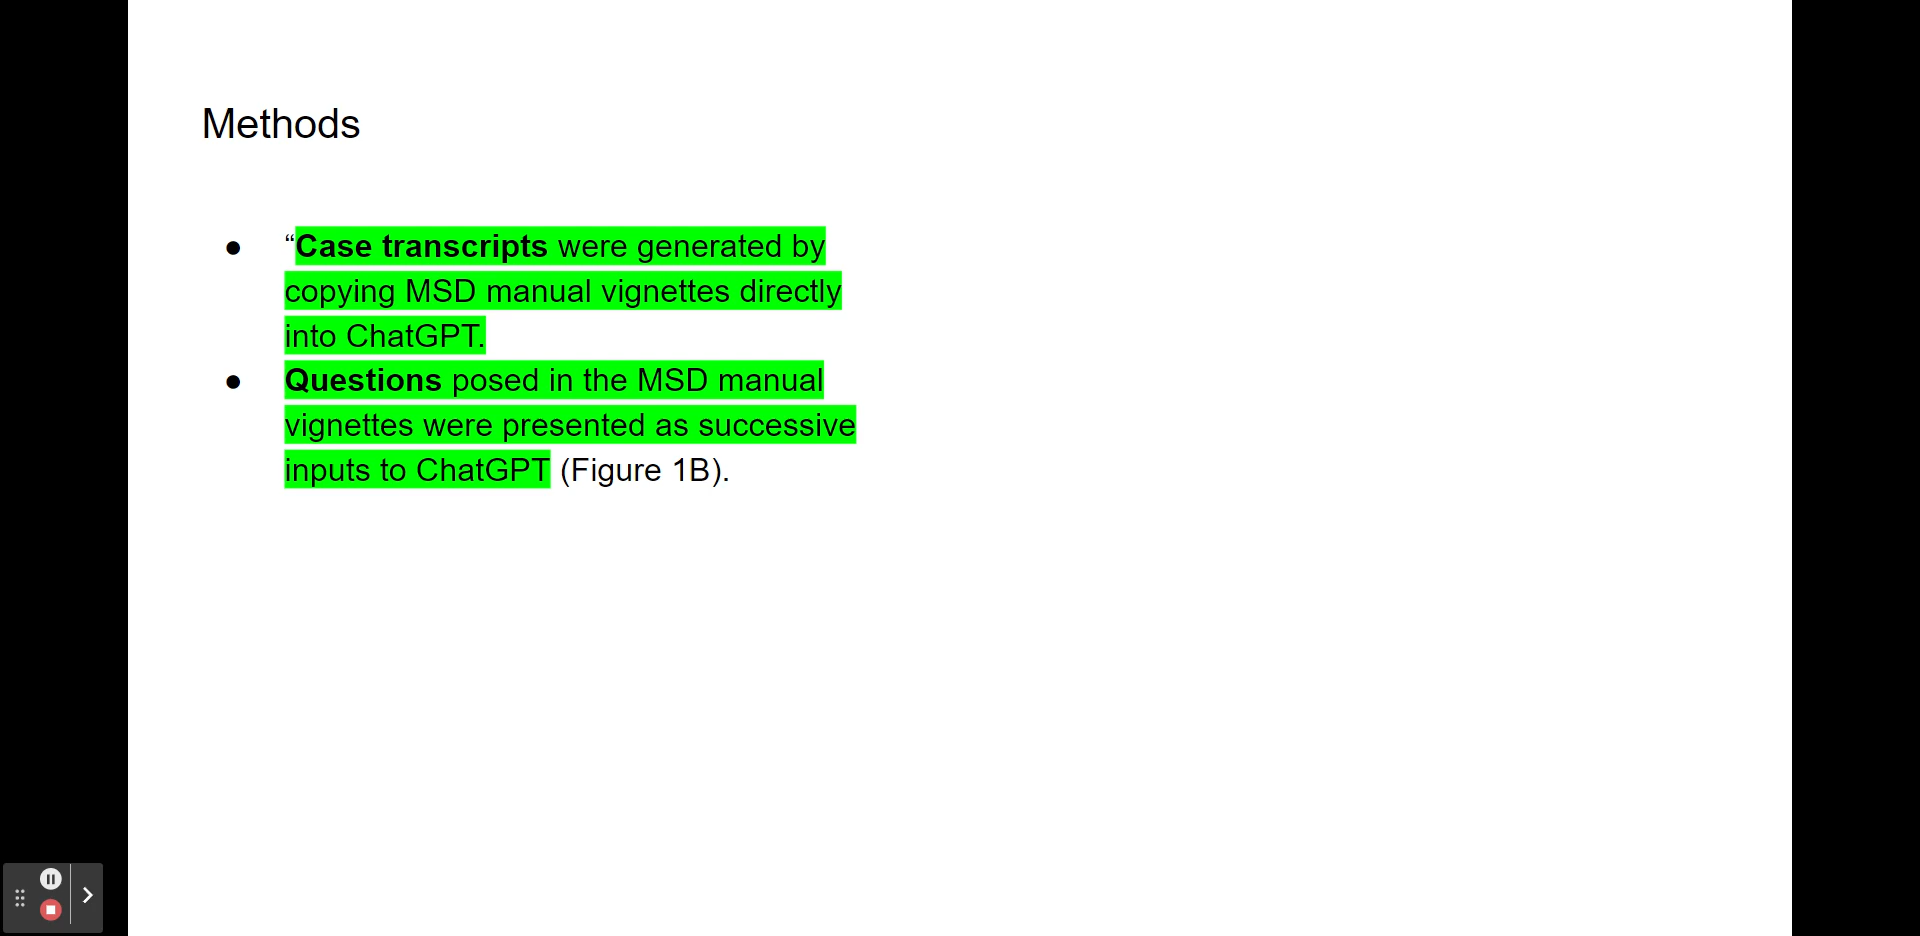 Methods
● “Case transcripts were generated by
copying MSD manual vignettes directly
into ChatGPT.
● Questions posed in the MSD manual
vignettes were presented as successive
inputs to ChatGPT (Figure 1B).